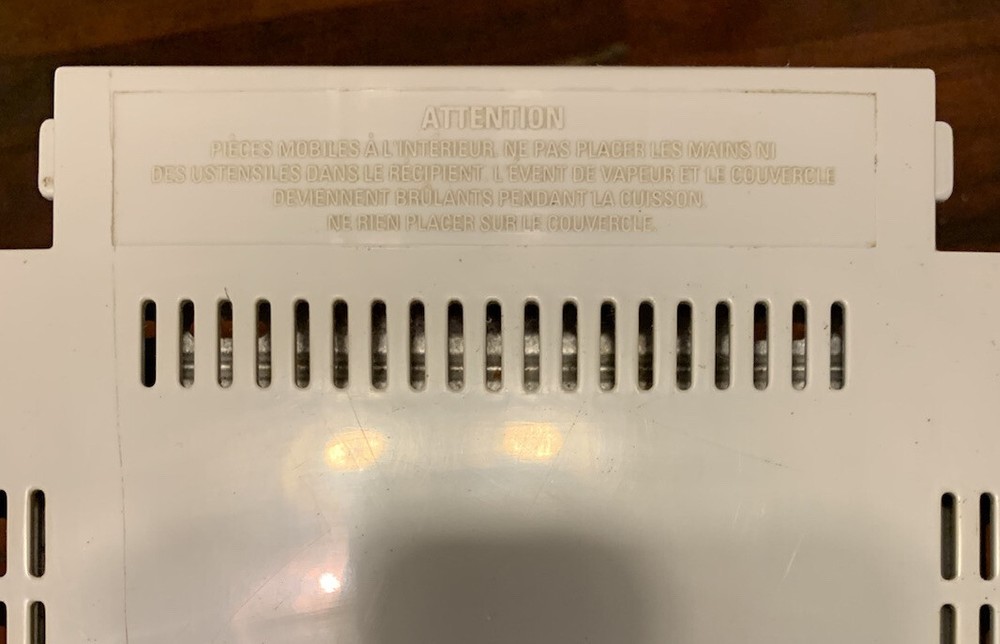 ATTENTION
PIÈCES MOBILES À L'INTÉRIEUR. NE PAS PLACER LES MAINS NI
DES USTENSILES DANS LE RÉCIPIENT. L'ÉVENT DE VAPEUR ET LE COUVERCLE
DEVIENNENT BRÛLANTS PENDANT LA CUISSON.
NE RIEN PLACER SUR LE COUVERCLE.